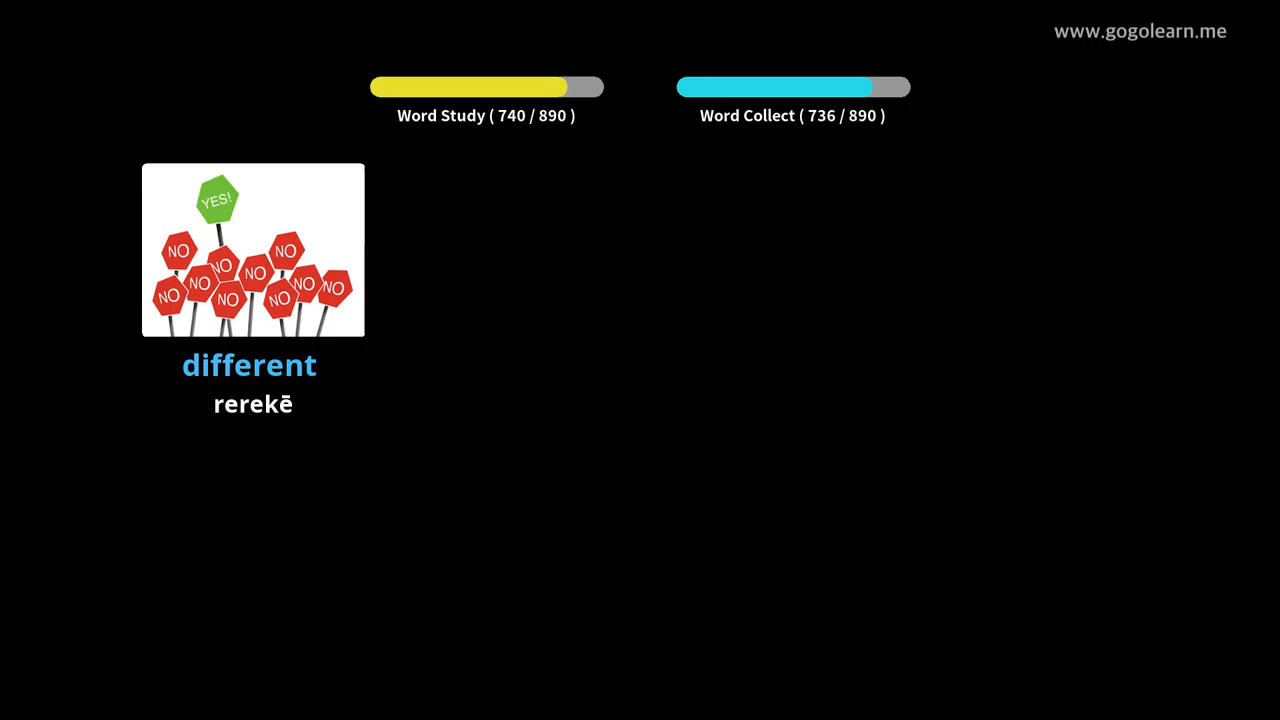 www.gogolearn.me
Word Study ( 740 / 890 )
Word Collect ( 736 / 890 )
YES!
NO
NO
NO
NO
NO
NO
NO
NO
NO
NO
different
rerekē